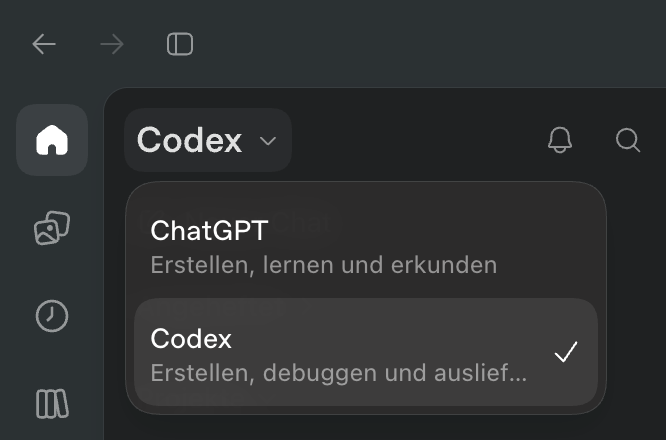 Codex
ChatGPT
Erstellen, lernen und erkunden
Codex
Erstellen, debuggen und auslief...